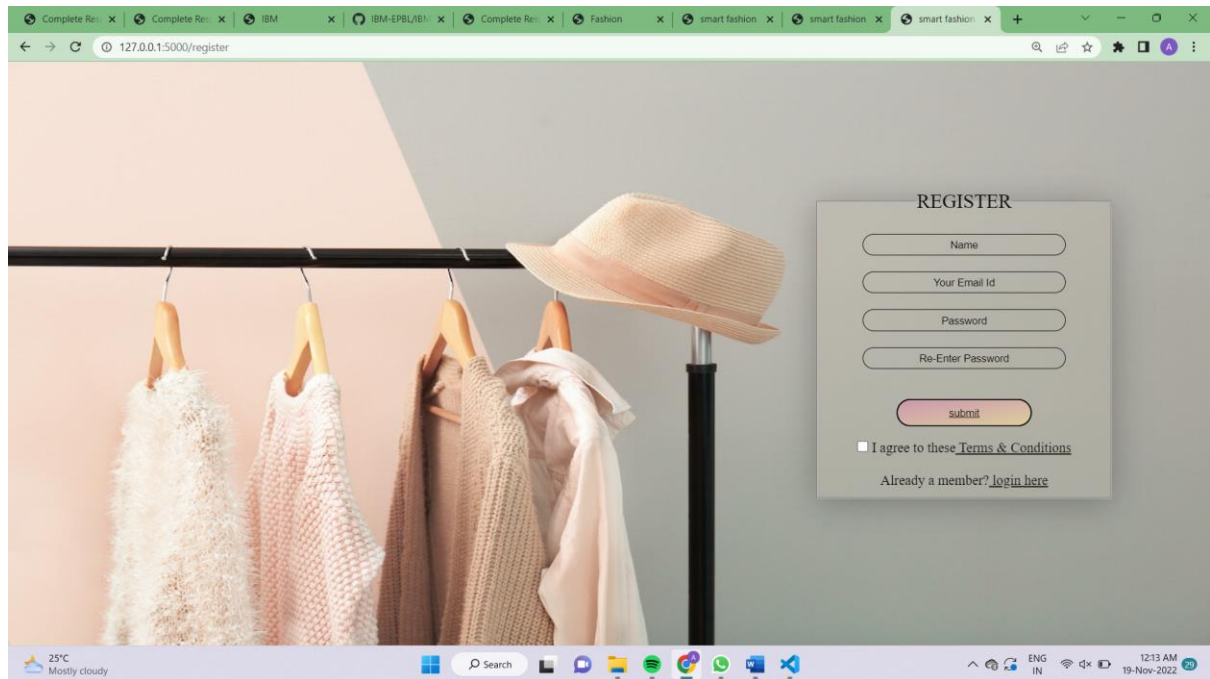 Complete Res
Complete Res
IBM
IBM-EPBL/IBM
Complete Res
Fashion
smart fashion
smart fashion
smart fashion
127.0.0.1:5000/register
A
REGISTER
Name
Your Email Id
Password
Re-Enter Password
submit
I agree to these Terms & Conditions
Already a member? login here
25°C
Mostly cloudy
Search
ENG
IN
12:13 AM
19-Nov-2022
29